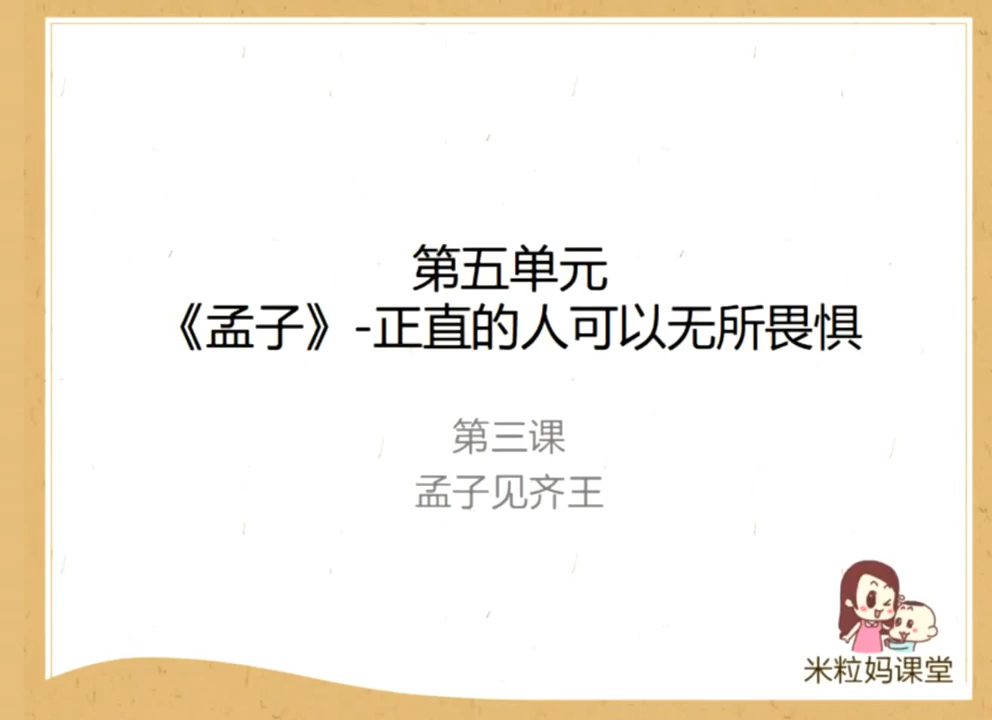 第五单元
《孟子》-正直的人可以无所畏惧
第三课
孟子见齐王
米粒妈课堂